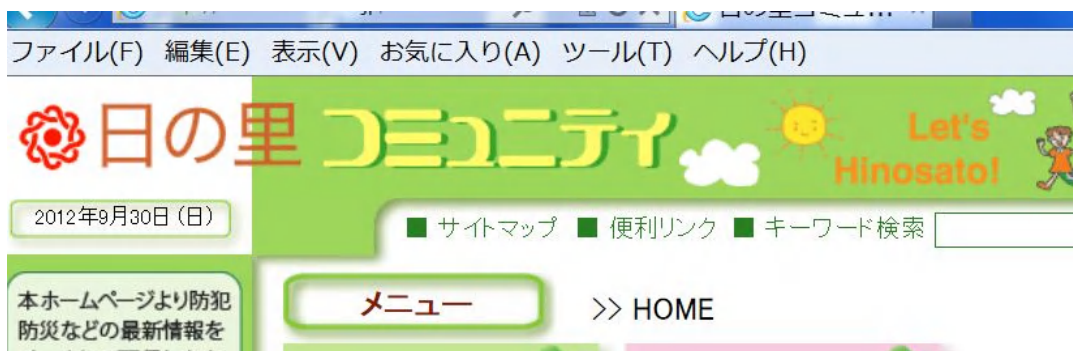 ファイル(F) 編集(E) 表示(V) お気に入り(A) ツール(T) ヘルプ(H)
日の里 コミュニティ
Let's
Hinosato!
2012年9月30日(日)
■ サイトマップ ■ 便利リンク ■ キーワード検索
メニュー >> HOME
本ホームページより防犯
防災などの最新情報を